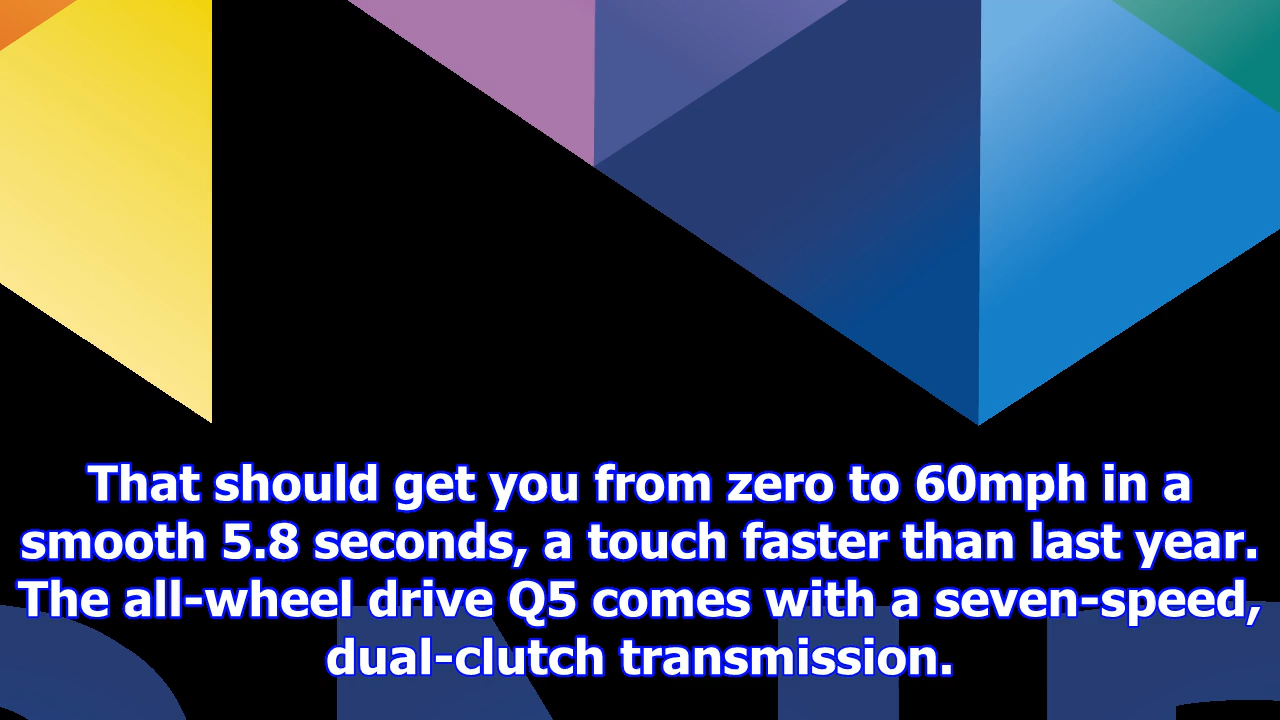 That should get you from zero to 60mph in a
smooth 5.8 seconds, a touch faster than last year.
The all-wheel drive Q5 comes with a seven-speed,
dual-clutch transmission.